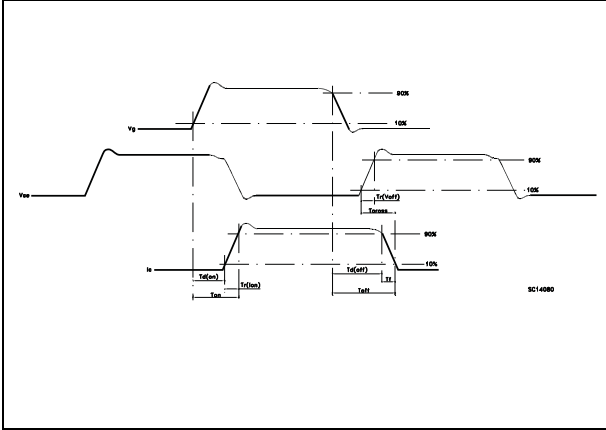 90%
10%
Vg
90%
Vce
10%
Tr(Voff)
Tcross
90%
Ic
10%
Td(on)
Td(off)
Tr(Ion)
Tf
Ton
Toff
SC14080